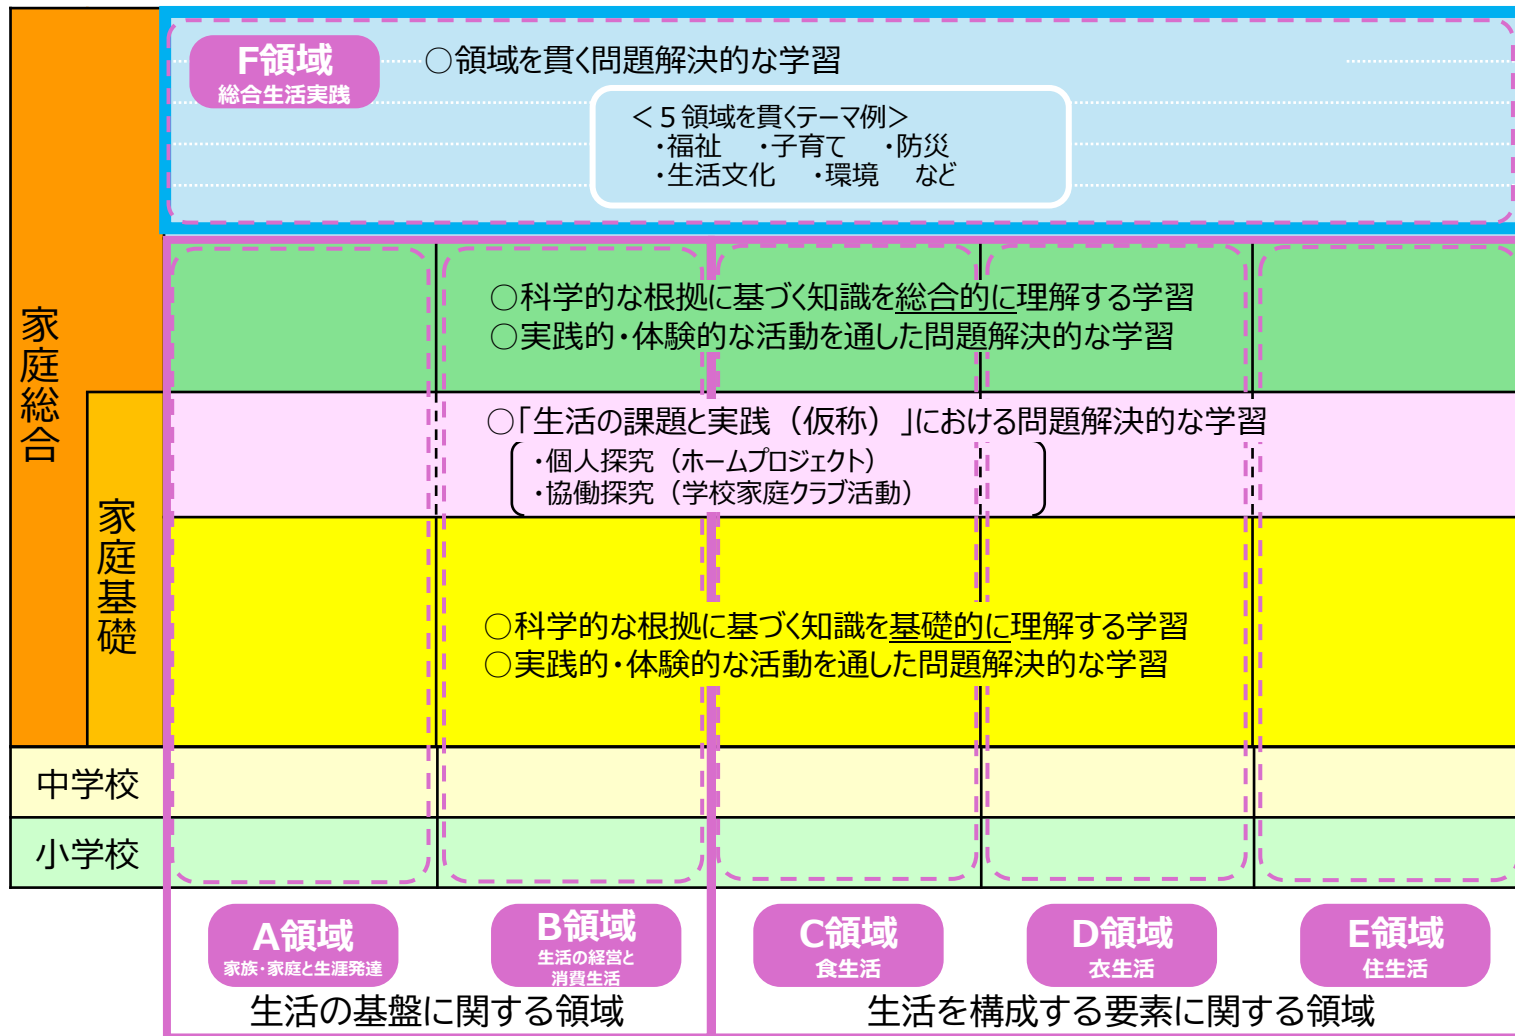 F領域
総合生活実践
○領域を貫く問題解決的な学習
＜５領域を貫くテーマ例＞
・福祉　・子育て　・防災
・生活文化　・環境　など
家庭総合
○科学的な根拠に基づく知識を総合的に理解する学習
○実践的・体験的な活動を通した問題解決的な学習
家庭基礎
○「生活の課題と実践（仮称）」における問題解決的な学習
・個人探究（ホームプロジェクト）
・協働探究（学校家庭クラブ活動）
○科学的な根拠に基づく知識を基礎的に理解する学習
○実践的・体験的な活動を通した問題解決的な学習
中学校
小学校
A領域
家族・家庭と生涯発達
B領域
生活の経営と
消費生活
C領域
食生活
D領域
衣生活
E領域
住生活
生活の基盤に関する領域
生活を構成する要素に関する領域